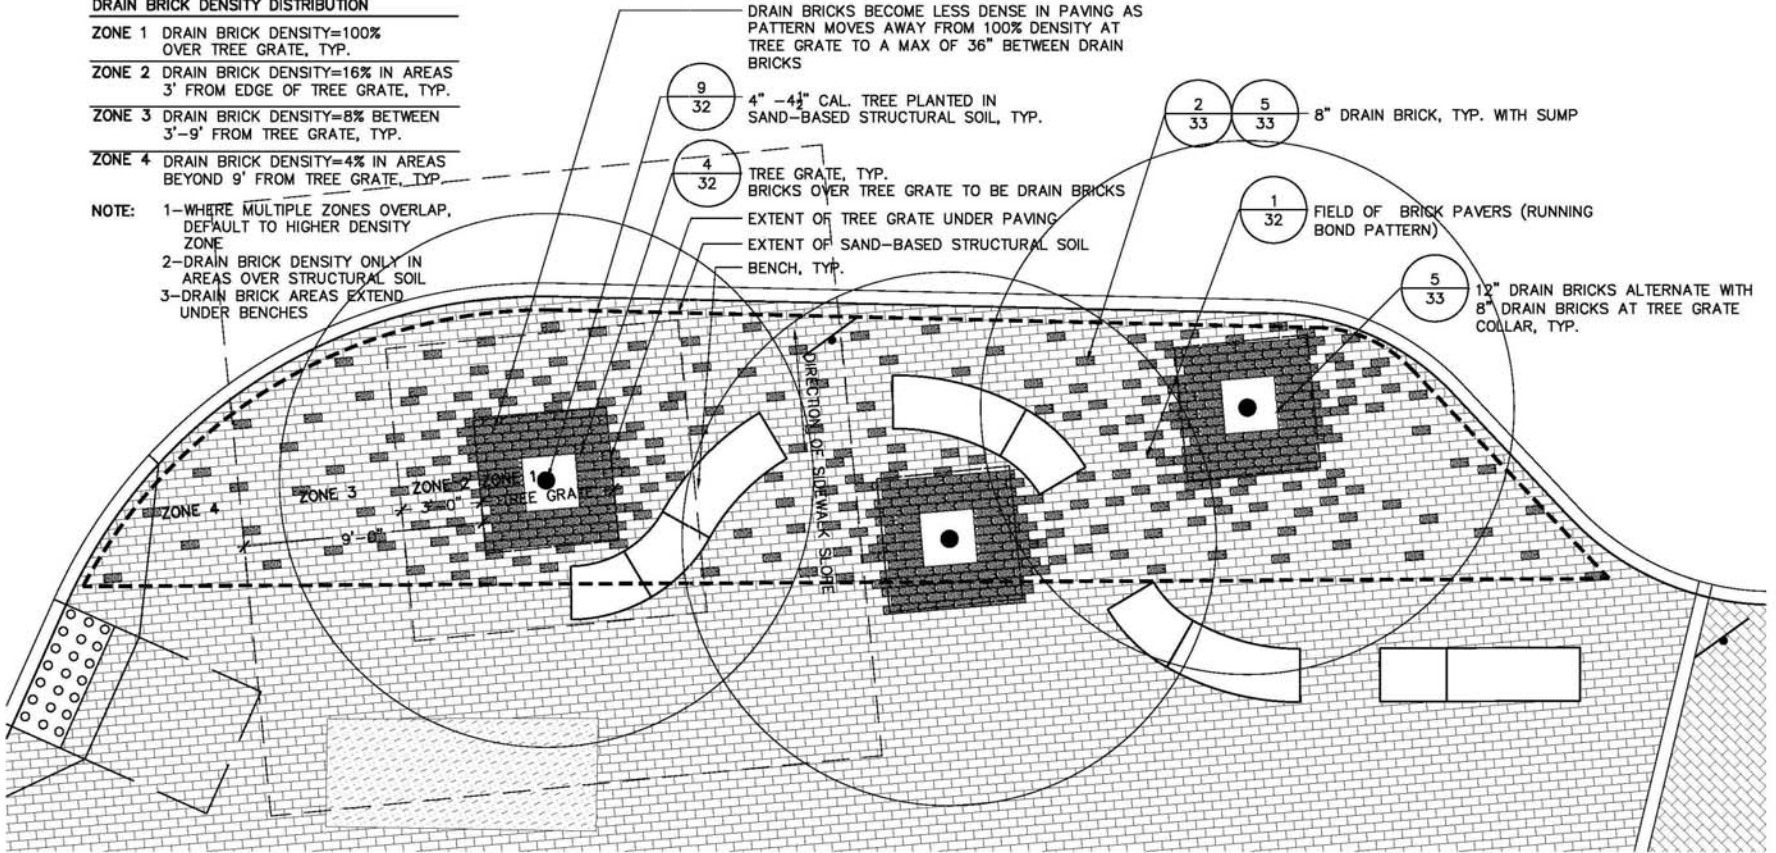 DRAIN BRICK DENSITY DISTRIBUTION
ZONE 1 DRAIN BRICK DENSITY=100%
OVER TREE GRATE, TYP.
ZONE 2 DRAIN BRICK DENSITY=16% IN AREAS
3' FROM EDGE OF TREE GRATE, TYP.
ZONE 3 DRAIN BRICK DENSITY=8% BETWEEN
3'-9' FROM TREE GRATE, TYP.
ZONE 4 DRAIN BRICK DENSITY=4% IN AREAS
BEYOND 9' FROM TREE GRATE, TYP.
NOTE: 1-WHERE MULTIPLE ZONES OVERLAP,
DEFAULT TO HIGHER DENSITY
ZONE
2-DRAIN BRICK DENSITY ONLY IN
AREAS OVER STRUCTURAL SOIL
3-DRAIN BRICK AREAS EXTEND
UNDER BENCHES
DRAIN BRICKS BECOME LESS DENSE IN PAVING AS
PATTERN MOVES AWAY FROM 100% DENSITY AT
TREE GRATE TO A MAX OF 36" BETWEEN DRAIN
BRICKS
9
32
4" -4½" CAL. TREE PLANTED IN
SAND-BASED STRUCTURAL SOIL, TYP.
4
32
TREE GRATE, TYP.
BRICKS OVER TREE GRATE TO BE DRAIN BRICKS
EXTENT OF TREE GRATE UNDER PAVING
EXTENT OF SAND-BASED STRUCTURAL SOIL
BENCH, TYP.
2
33
5
33
8" DRAIN BRICK, TYP. WITH SUMP
1
32
FIELD OF BRICK PAVERS (RUNNING
BOND PATTERN)
5
33
12" DRAIN BRICKS ALTERNATE WITH
8" DRAIN BRICKS AT TREE GRATE
COLLAR, TYP.
DIRECTION OF SIDEWALK SLOPE
ZONE 4
ZONE 3
ZONE 2
ZONE 1
TREE GRATE
3'-0"
9'-0"